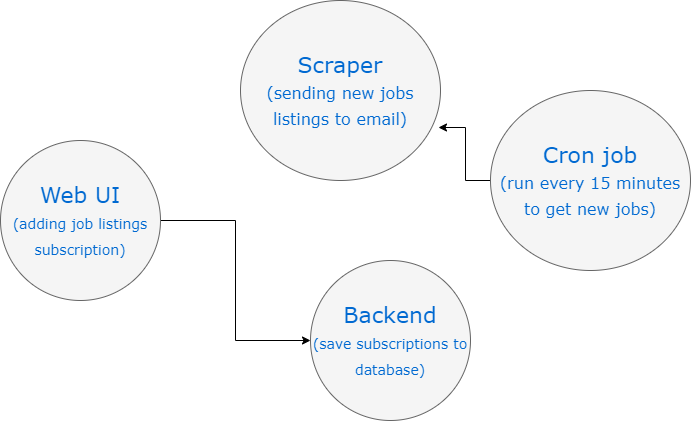 Scraper
(sending new jobs
listings to email)
Cron job
(run every 15 minutes
to get new jobs)
Web UI
(adding job listings
subscription)
Backend
(save subscriptions to
database)